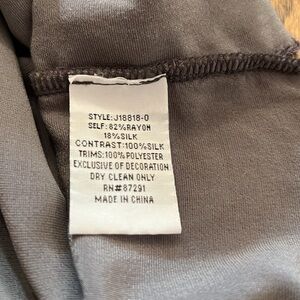 STYLE:J18818-0
SELF:82%RAYON
18%SILK
CONTRAST:100%SILK
TRIMS:100%POLYESTER
EXCLUSIVE OF DECORATION
DRY CLEAN ONLY
RN#87291
MADE IN CHINA